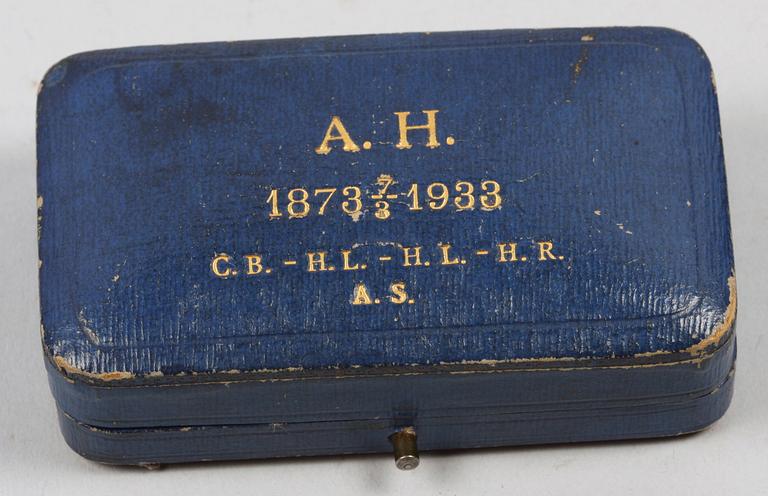 A. H.
1873 7/3 1933
C. B. - H. L. - H. L. - H. R.
A. S.